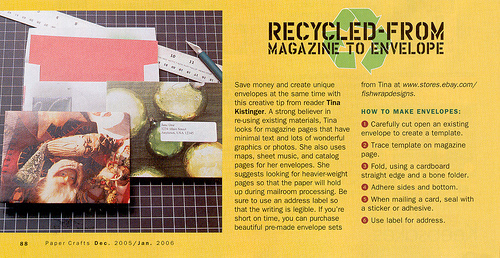 RECYCLED-FROM
MAGAZINE TO ENVELOPE
Save money and create unique
envelopes at the same time with
this creative tip from reader Tina
Kistinger. A strong believer in
re-using existing materials, Tina
looks for magazine pages that have
minimal text and lots of wonderful
graphics or photos. She also uses
maps, sheet music, and catalog
pages for her envelopes. She
suggests looking for heavier-weight
pages so that the paper will hold
up during mailroom processing. Be
sure to use an address label so
that the writing is legible. If you're
short on time, you can purchase
beautiful pre-made envelope sets
from Tina at www.stores.ebay.com/
fishwrapdesigns.
HOW TO MAKE ENVELOPES:
1 Carefully cut open an existing
envelope to create a template.
2 Trace template on magazine
page.
3 Fold, using a cardboard
straight edge and a bone folder.
4 Adhere sides and bottom.
5 When mailing a card, seal with
a sticker or adhesive.
6 Use label for address.
88 Paper Crafts Dec. 2005/Jan. 2006